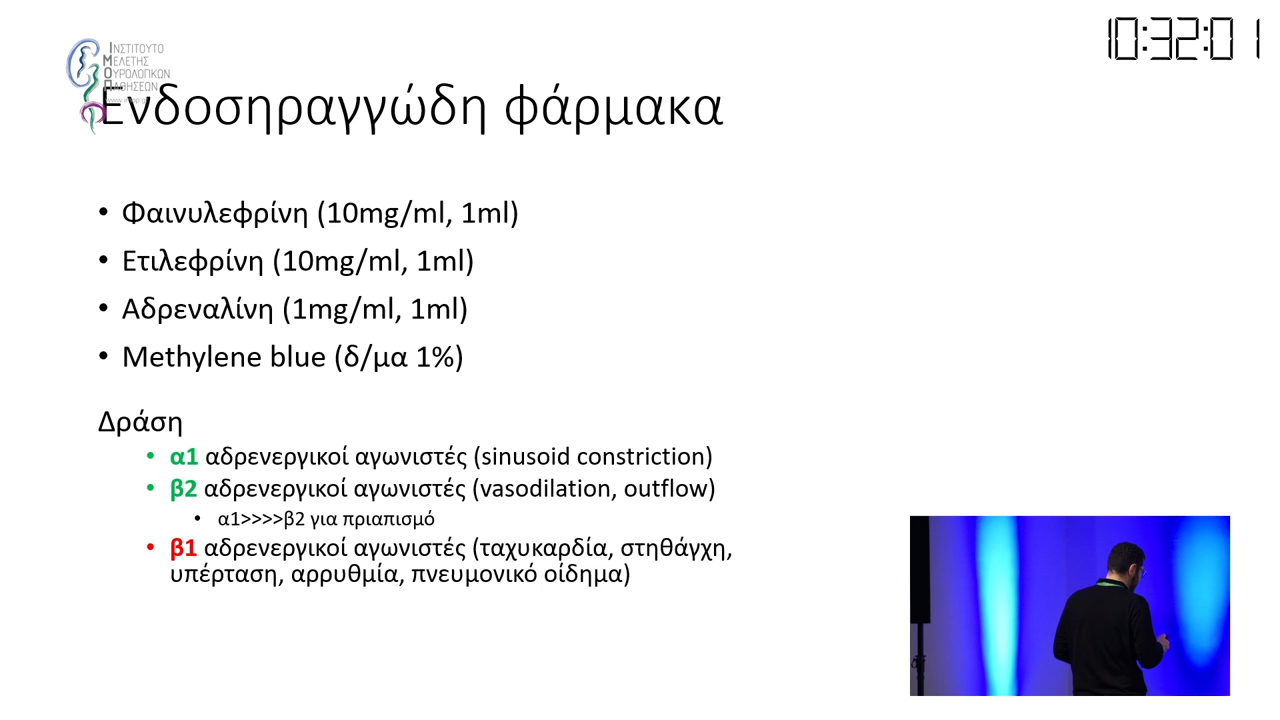 10:32:01
ΙΝΣΤΙΤΟΥΤΟ
ΜΕΛΕΤΗΣ
ΟΥΡΟΛΟΓΙΚΩΝ
ΠΑΘΗΣΕΩΝ
Ενδοσηραγγώδη φάρμακα
• Φαινυλεφρίνη (10mg/ml, 1ml)
• Ετιλεφρίνη (10mg/ml, 1ml)
• Αδρεναλίνη (1mg/ml, 1ml)
• Methylene blue (δ/μα 1%)
Δράση
• α1 αδρενεργικοί αγωνιστές (sinusoid constriction)
• β2 αδρενεργικοί αγωνιστές (vasodilation, outflow)
• α1>>>>β2 για πριαπισμό
• β1 αδρενεργικοί αγωνιστές (ταχυκαρδία, στηθάγχη,
υπέρταση, αρρυθμία, πνευμονικό οίδημα)